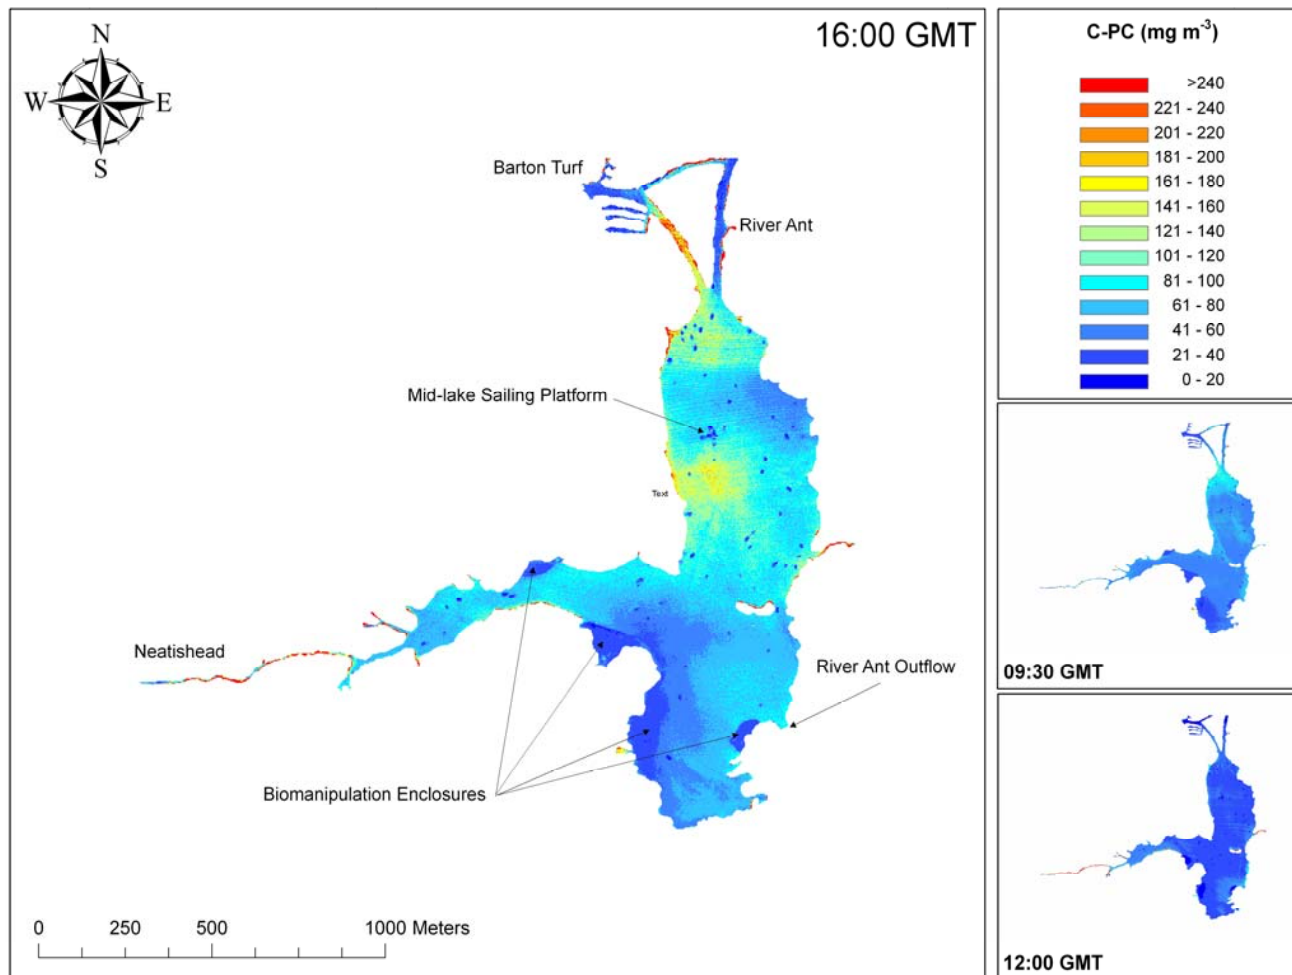 16:00 GMT
N
W
E
S
Barton Turf
River Ant
Mid-lake Sailing Platform
Text
Neatishead
River Ant Outflow
Biomanipulation Enclosures
0 250 500 1000 Meters
C-PC (mg m⁻³)
>240
221 - 240
201 - 220
181 - 200
161 - 180
141 - 160
121 - 140
101 - 120
81 - 100
61 - 80
41 - 60
21 - 40
0 - 20
09:30 GMT
12:00 GMT